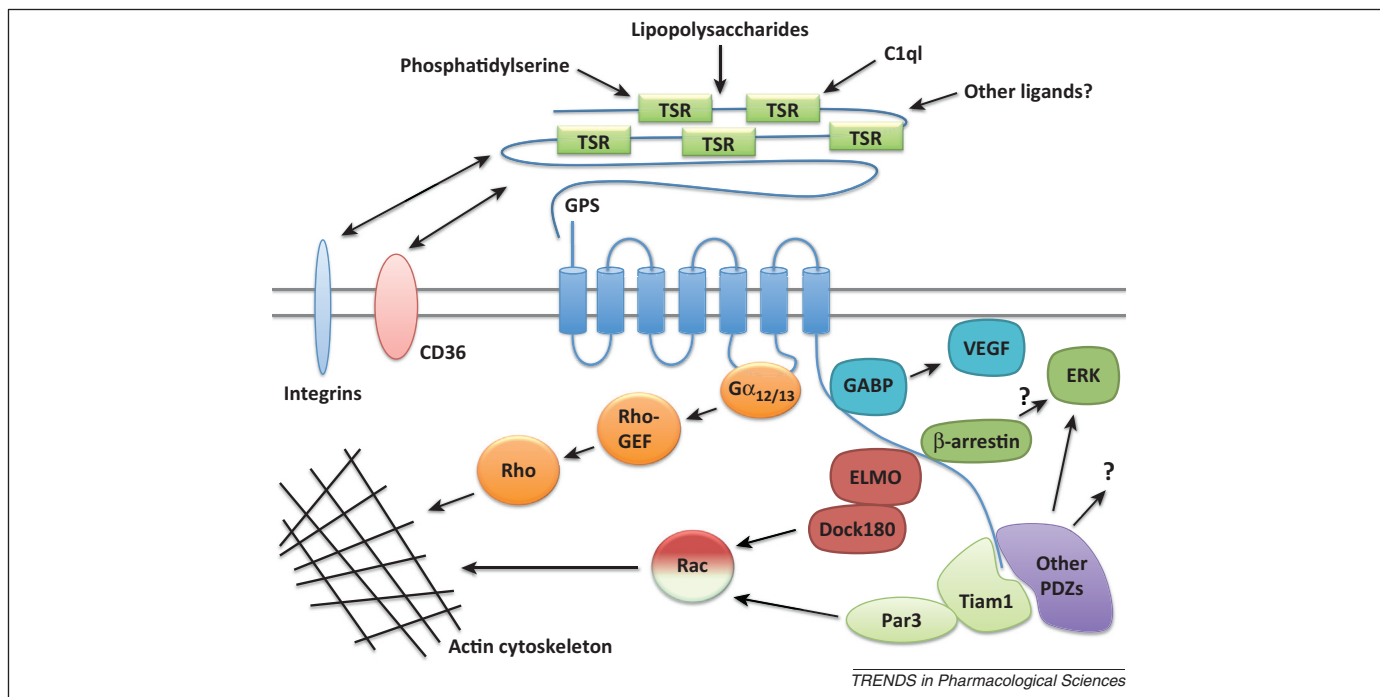 Lipopolysaccharides
Phosphatidylserine
C1ql
Other ligands?
TSR
TSR
TSR
TSR
TSR
GPS
CD36
Integrins
Gα12/13
Rho-
GEF
Rho
GABP
VEGF
ERK
?
β-arrestin
ELMO
Dock180
?
Rac
Other
PDZs
Tiam1
Par3
Actin cytoskeleton
TRENDS in Pharmacological Sciences